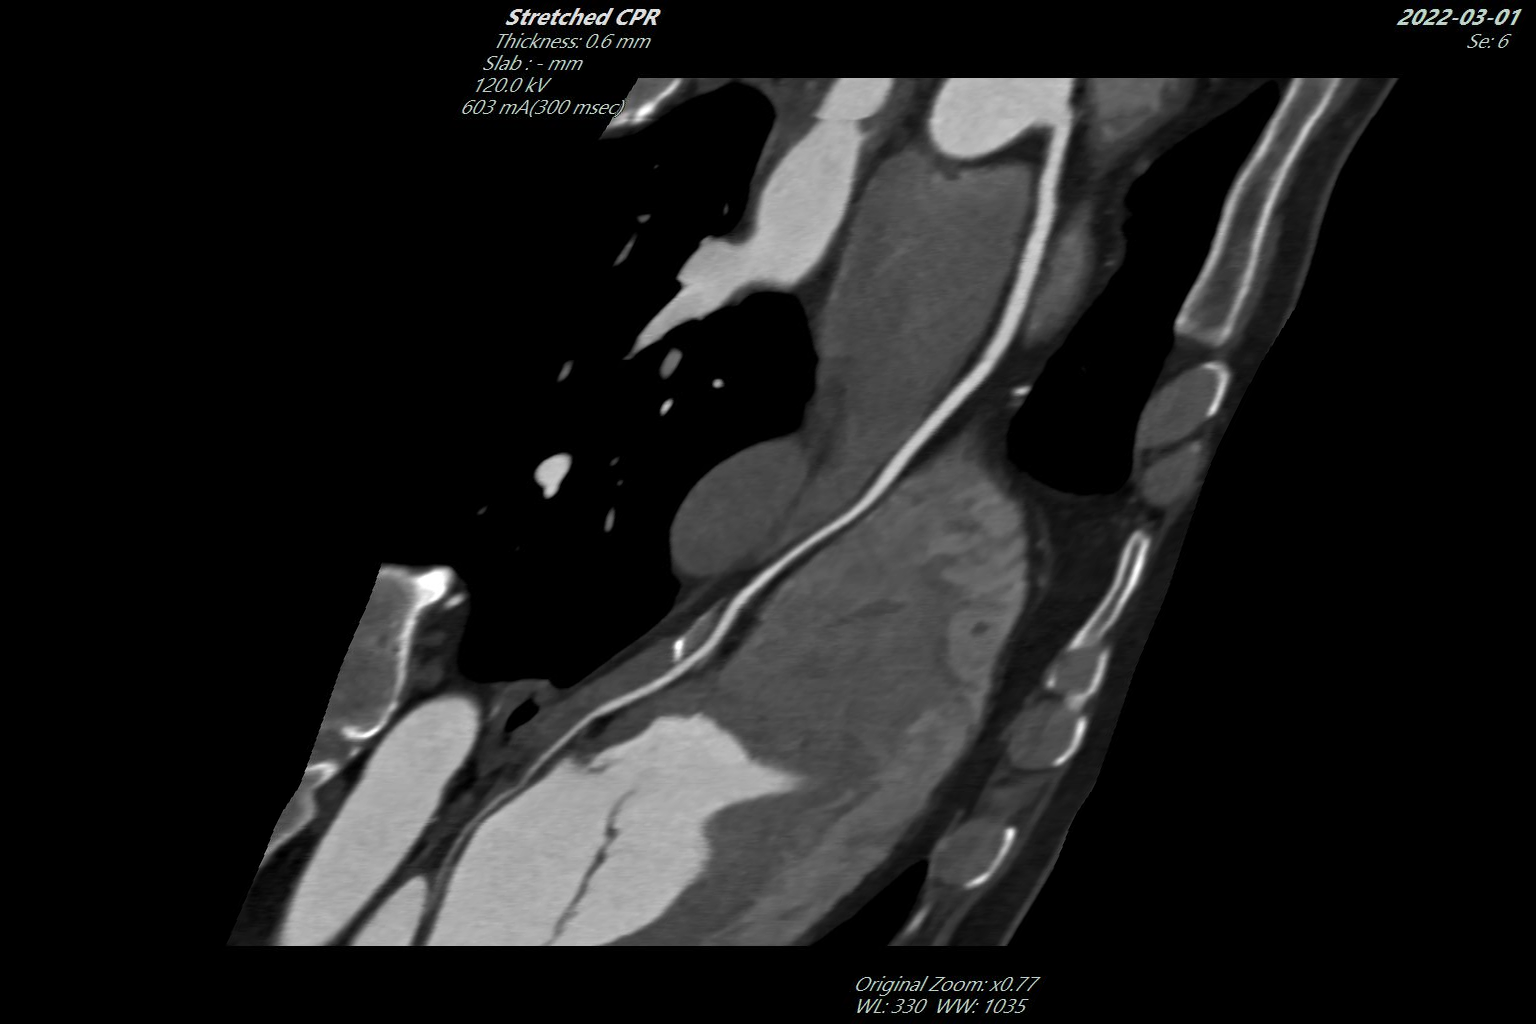 Stretched CPR
Thickness: 0.6 mm
Slab : - mm
120.0 kV
603 mA(300 msec)
2022-03-01
Se: 6
Original Zoom: x0.77
WL: 330 WW: 1035